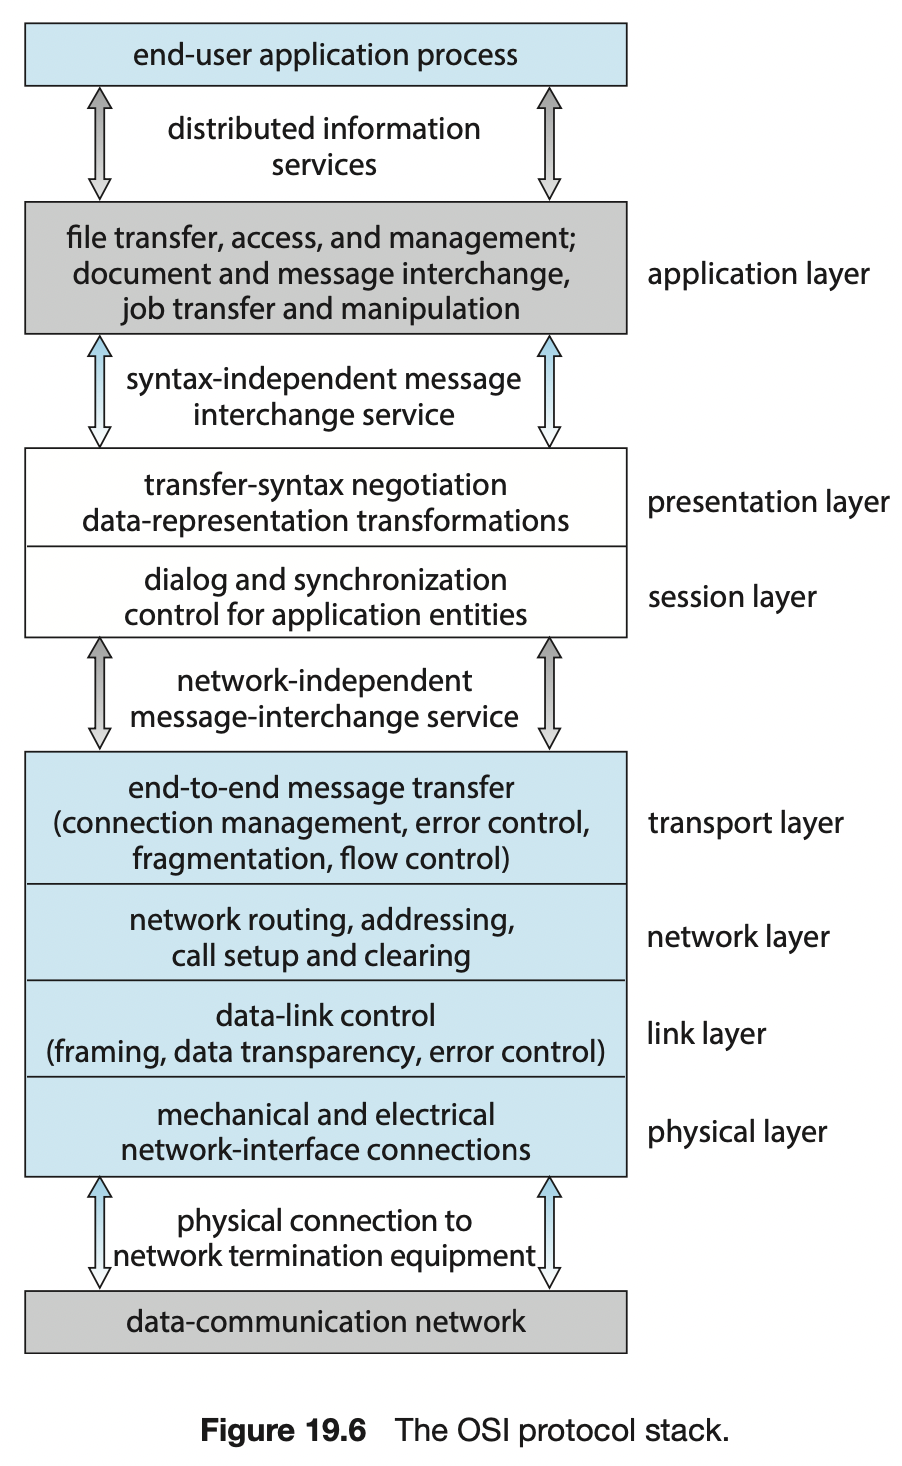 end-user application process
distributed information
services
file transfer, access, and management;
document and message interchange,
job transfer and manipulation
application layer
syntax-independent message
interchange service
transfer-syntax negotiation
data-representation transformations
presentation layer
dialog and synchronization
control for application entities
session layer
network-independent
message-interchange service
end-to-end message transfer
(connection management, error control,
fragmentation, flow control)
transport layer
network routing, addressing,
call setup and clearing
network layer
data-link control
(framing, data transparency, error control)
link layer
mechanical and electrical
network-interface connections
physical layer
physical connection to
network termination equipment
data-communication network
Figure 19.6 The OSI protocol stack.